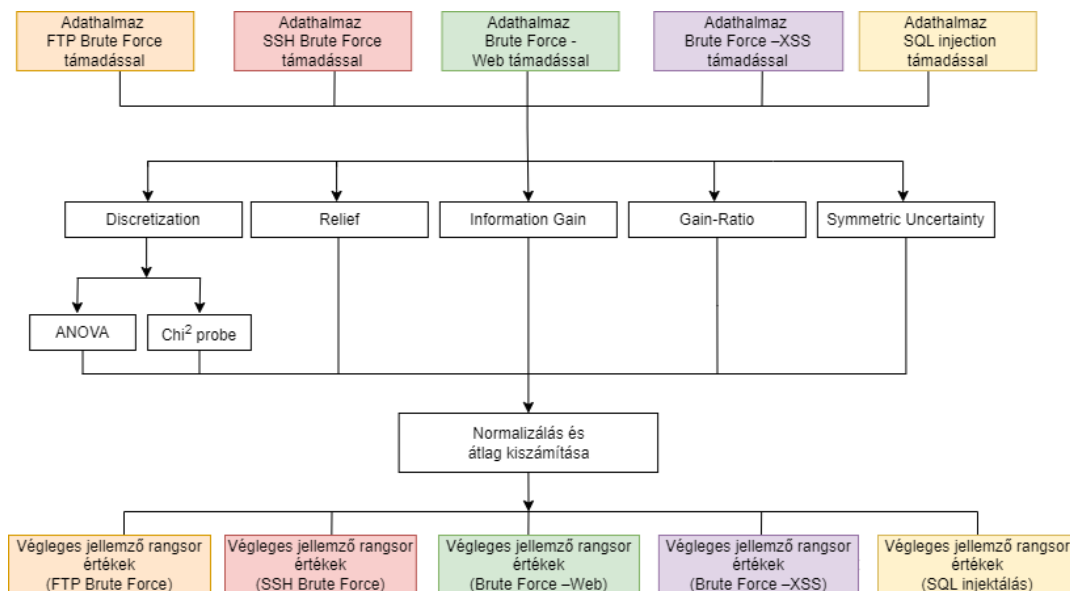 Adathalmaz
FTP Brute Force
támadással
Adathalmaz
SSH Brute Force
támadással
Adathalmaz
Brute Force -
Web támadással
Adathalmaz
Brute Force –XSS
támadással
Adathalmaz
SQL injection
támadással
Discretization
Relief
Information Gain
Gain-Ratio
Symmetric Uncertainty
ANOVA
Chi² probe
Normalizálás és
átlag kiszámítása
Végleges jellemző rangsor
értékek
(FTP Brute Force)
Végleges jellemző rangsor
értékek
(SSH Brute Force)
Végleges jellemző rangsor
értékek
(Brute Force –Web)
Végleges jellemző rangsor
értékek
(Brute Force –XSS)
Végleges jellemző rangsor
értékek
(SQL injektálás)